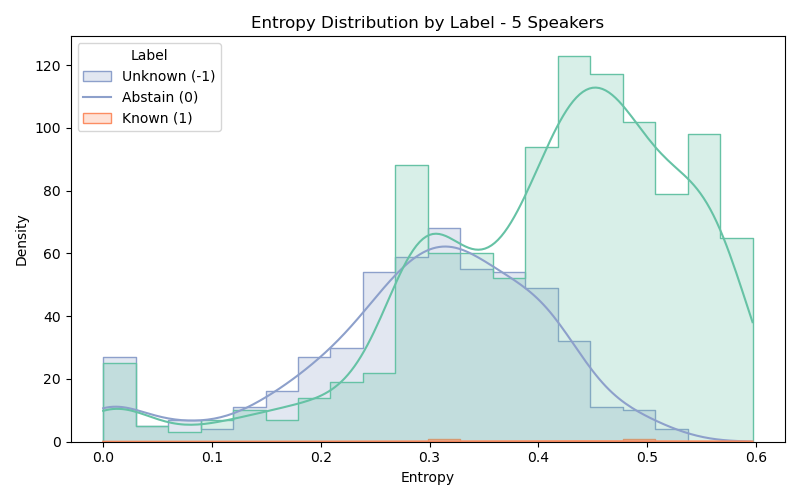 Entropy Distribution by Label - 5 Speakers
Label
Unknown (-1)
Abstain (0)
Known (1)
Density
120
100
80
60
40
20
0
0.0 0.1 0.2 0.3 0.4 0.5 0.6
Entropy